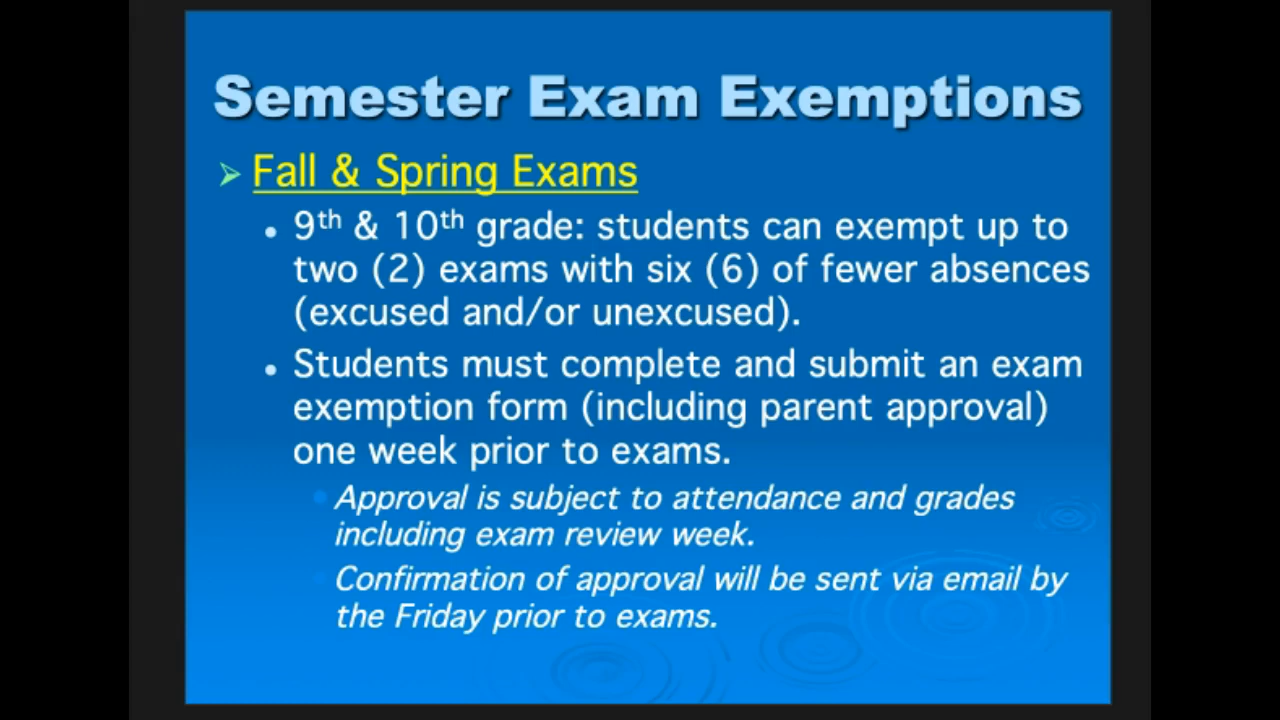 Semester Exam Exemptions
Fall & Spring Exams
9th & 10th grade: students can exempt up to
two (2) exams with six (6) of fewer absences
(excused and/or unexcused).
Students must complete and submit an exam
exemption form (including parent approval)
one week prior to exams.
Approval is subject to attendance and grades
including exam review week.
Confirmation of approval will be sent via email by
the Friday prior to exams.